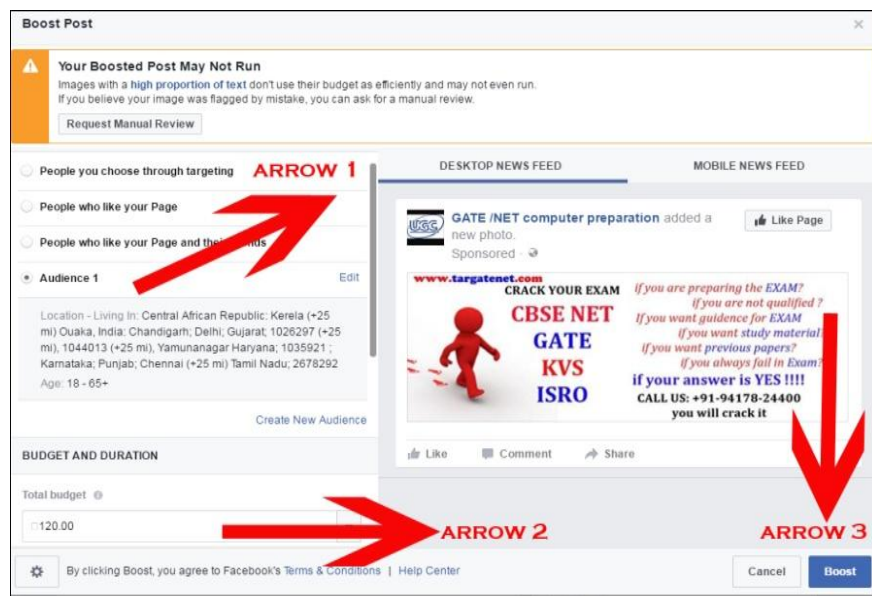 Boost Post
Your Boosted Post May Not Run
Images with a high proportion of text don't use their budget as efficiently and may not even run.
If you believe your image was flagged by mistake, you can ask for a manual review.
Request Manual Review
People you choose through targeting
ARROW 1
People who like your Page
People who like your Page and their
Audience 1
Edit
Location - Living In: Central African Republic: Kerela (+25
mi) Ouaka, India: Chandigarh; Delhi; Gujarat; 1026297 (+25
mi), 1044013 (+25 mi), Yamunanagar Haryana; 1035921 ;
Karnataka; Punjab; Chennai (+25 mi) Tamil Nadu; 2678292
Age: 18 - 65+
Create New Audience
BUDGET AND DURATION
Total budget
120.00
ARROW 2
DESKTOP NEWS FEED
MOBILE NEWS FEED
UGC
GATE /NET computer preparation added a
new photo.
Sponsored ·
Like Page
www.targatenet.com
CRACK YOUR EXAM
CBSE NET
GATE
KVS
ISRO
if you are preparing the EXAM?
if you are not qualified ?
If you want guidence for EXAM
if you want study material?
if you want previous papers?
if you always fail in Exam?
if your answer is YES !!!!
CALL US: +91-94178-24400
you will crack it
Like
Comment
Share
ARROW 3
By clicking Boost, you agree to Facebook's Terms & Conditions | Help Center
Cancel
Boost